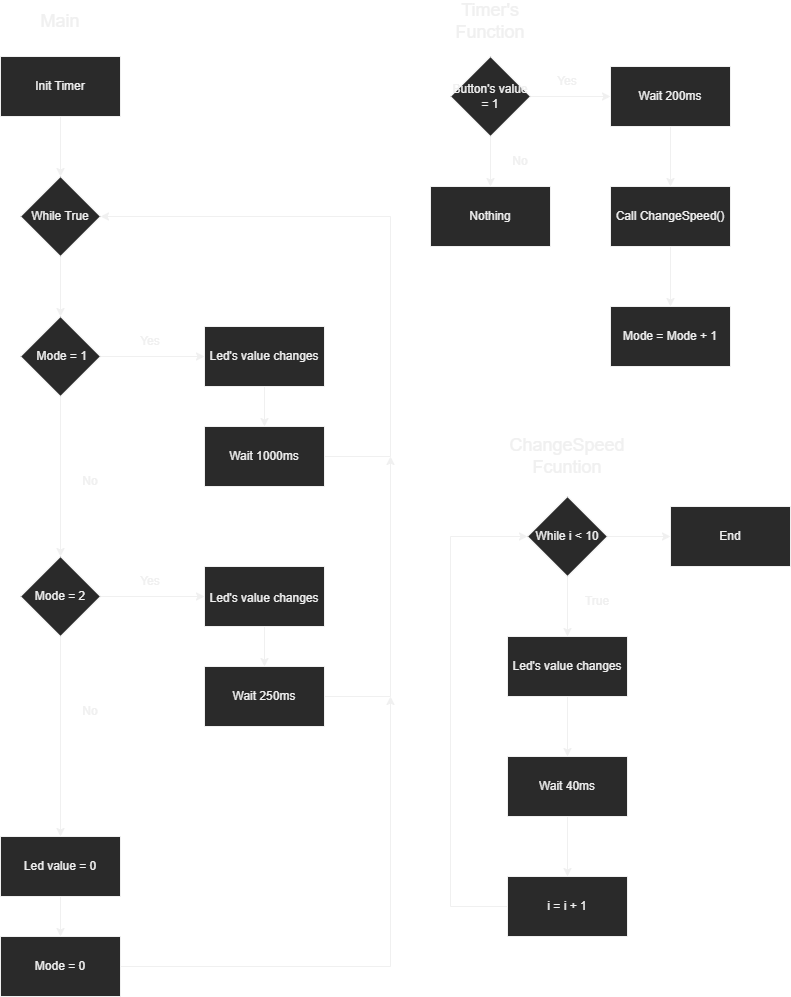 Main
Init Timer
While True
Mode = 1
Yes
Led's value changes
Wait 1000ms
No
Mode = 2
Yes
Led's value changes
Wait 250ms
No
Led value = 0
Mode = 0
Timer's
Function
Button's value
= 1
Yes
Wait 200ms
No
Nothing
Call ChangeSpeed()
Mode = Mode + 1
ChangeSpeed
Fcuntion
While i < 10
End
True
Led's value changes
Wait 40ms
i = i + 1